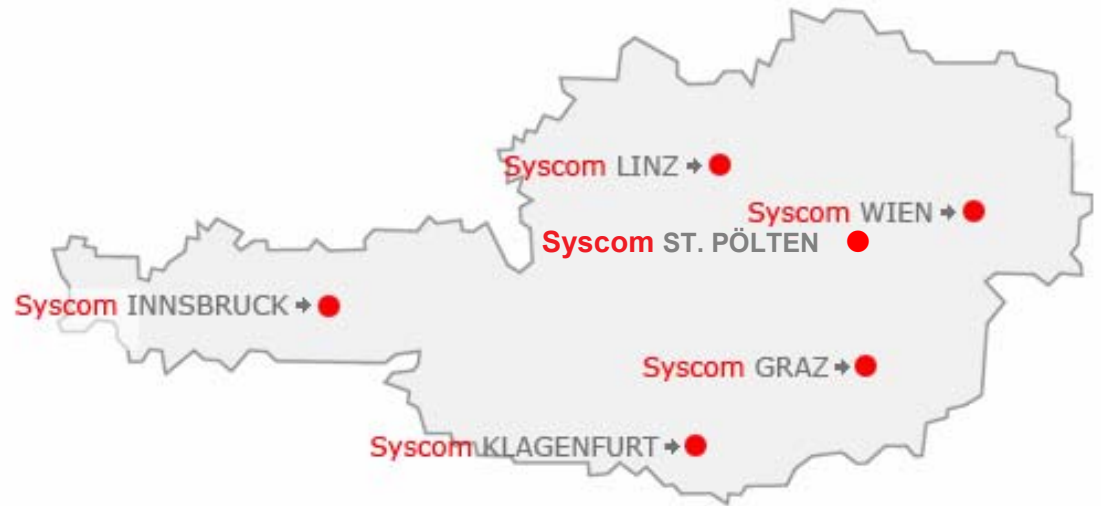 Syscom LINZ
Syscom WIEN
Syscom ST. PÖLTEN
Syscom INNSBRUCK
Syscom GRAZ
Syscom KLAGENFURT